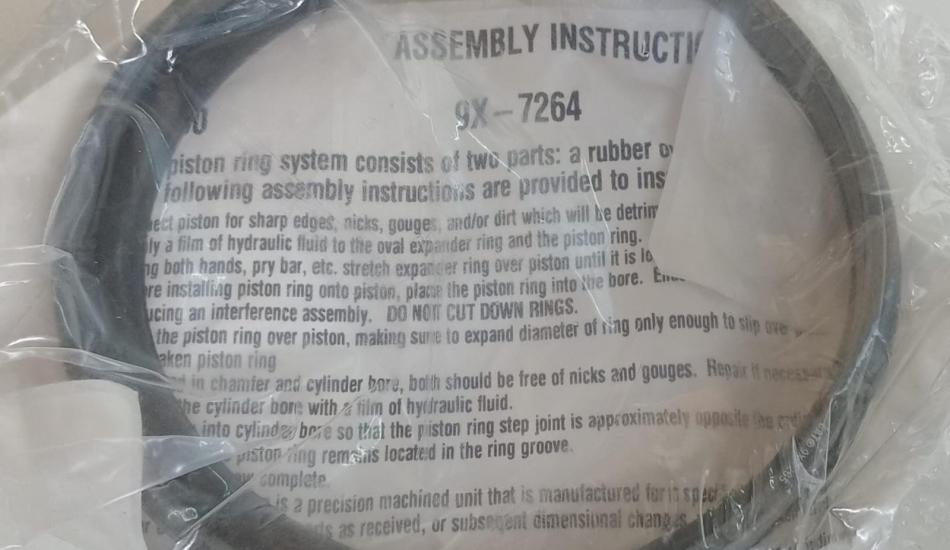 ASSEMBLY INSTRUCTI
9X-7264
piston ring system consists of two parts: a rubber o
following assembly instructions are provided to ins
ect piston for sharp edges, nicks, gouges, and/or dirt which will be detrim
ly a film of hydraulic fluid to the oval expander ring and the piston ring.
ng both hands, pry bar, etc. stretch expander ring over piston until it is lo
re installing piston ring onto piston, place the piston ring into the bore.
ucing an interference assembly. DO NOT CUT DOWN RINGS.
the piston ring over piston, making sure to expand diameter of ring only enough to slip over
aken piston ring
in chamfer and cylinder bore, both should be free of nicks and gouges. Repair if necessary
the cylinder bore with a film of hydraulic fluid.
into cylinder bore so that the piston ring step joint is approximately opposite the
piston ring remains located in the ring groove.
complete.
is a precision machined unit that is manufactured for
as received, or subsequent dimensional changes